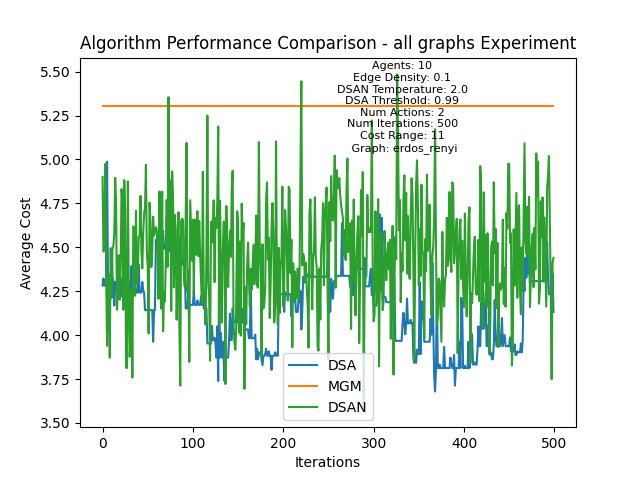 Algorithm Performance Comparison - all graphs Experiment
Agents: 10
Edge Density: 0.1
DSAN Temperature: 2.0
DSA Threshold: 0.99
Num Actions: 2
Num Iterations: 500
Cost Range: 11
Graph: erdos_renyi
5.50
5.25
5.00
4.75
4.50
4.25
4.00
3.75
3.50
Average Cost
DSA
MGM
DSAN
0
100
200
300
400
500
Iterations